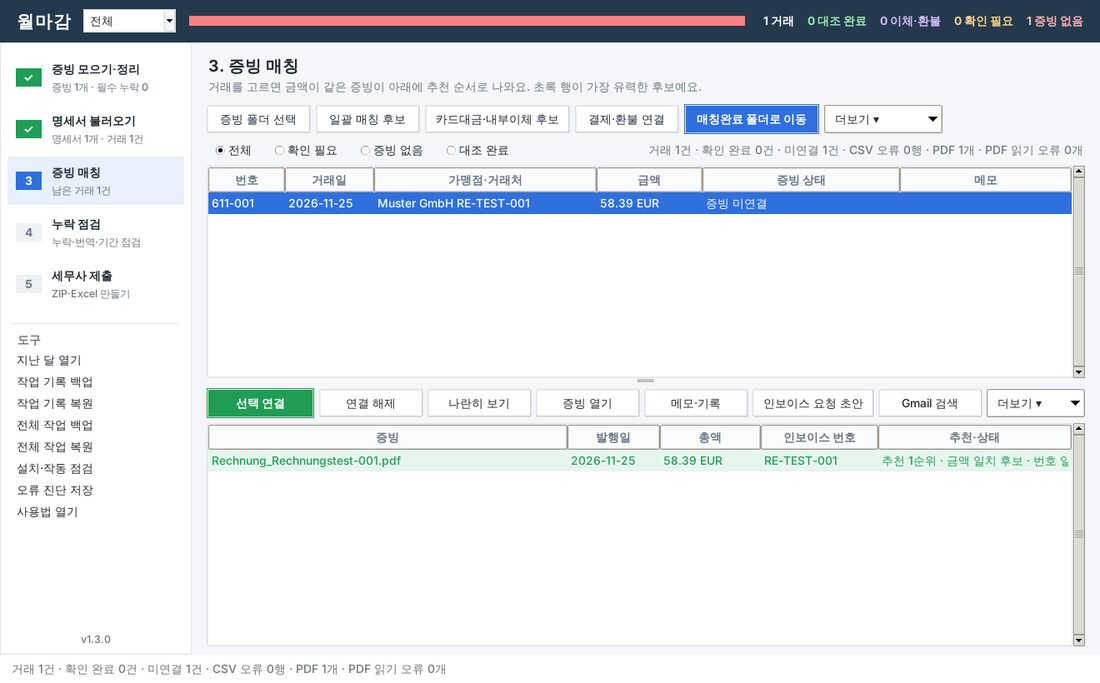 월마감 전체 1 거래 0 대조 완료 0 이체·환불 0 확인 필요 1 증빙 없음
증빙 모으기·정리
증빙 1개 · 필수 누락 0
명세서 불러오기
명세서 1개 · 거래 1건
3 증빙 매칭
남은 거래 1건
4 누락 점검
누락·번역·기간 점검
5 세무사 제출
ZIP·Excel 만들기
도구
지난 달 열기
작업 기록 백업
작업 기록 복원
전체 작업 백업
전체 작업 복원
설치·작동 점검
오류 진단 저장
사용법 열기
v1.3.0
3. 증빙 매칭
거래를 고르면 금액이 같은 증빙이 아래에 추천 순서로 나와요. 초록 행이 가장 유력한 후보예요.
증빙 폴더 선택 일괄 매칭 후보 카드대금·내부이체 후보 결제·환불 연결 매칭완료 폴더로 이동 더보기 ▾
전체 확인 필요 증빙 없음 대조 완료 거래 1건 · 확인 완료 0건 · 미연결 1건 · CSV 오류 0행 · PDF 1개 · PDF 읽기 오류 0개
번호 거래일 가맹점·거래처 금액 증빙 상태 메모
611-001 2026-11-25 Muster GmbH RE-TEST-001 58.39 EUR 증빙 미연결
선택 연결 연결 해제 나란히 보기 증빙 열기 메모·기록 인보이스 요청 초안 Gmail 검색 더보기 ▾
증빙 발행일 총액 인보이스 번호 추천·상태
Rechnung_Rechnungstest-001.pdf 2026-11-25 58.39 EUR RE-TEST-001 추천 1순위 · 금액 일치 후보 · 번호
거래 1건 · 확인 완료 0건 · 미연결 1건 · CSV 오류 0행 · PDF 1개 · PDF 읽기 오류 0개